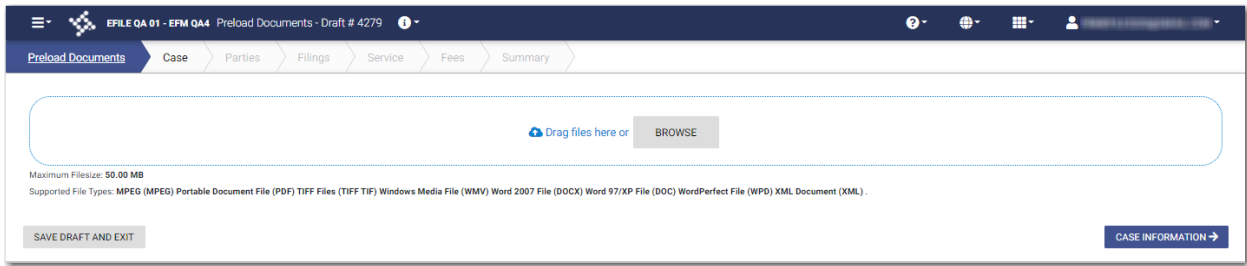 EFILE QA 01 - EFM QA4 Preload Documents - Draft # 4279
Preload Documents Case Parties Filings Service Fees Summary
Drag files here or BROWSE
Maximum Filesize: 50.00 MB
Supported File Types: MPEG (MPEG) Portable Document File (PDF) TIFF Files (TIFF TIF) Windows Media File (WMV) Word 2007 File (DOCX) Word 97/XP File (DOC) WordPerfect File (WPD) XML Document (XML) .
SAVE DRAFT AND EXIT CASE INFORMATION